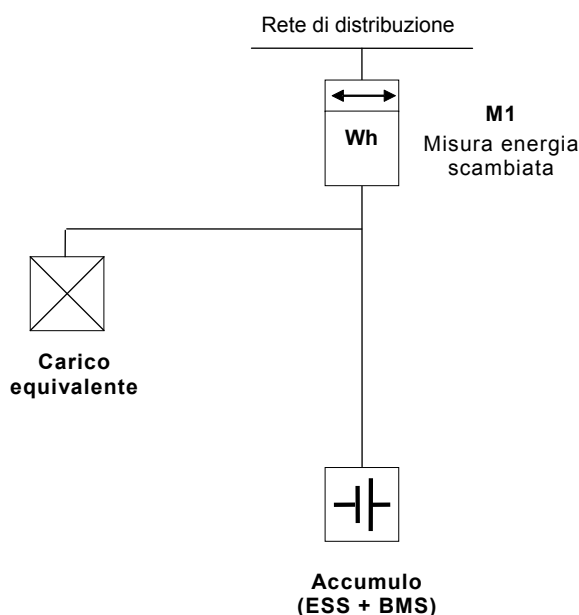 Rete di distribuzione
Wh
M1
Misura energia
scambiata
Carico
equivalente
Accumulo
(ESS + BMS)